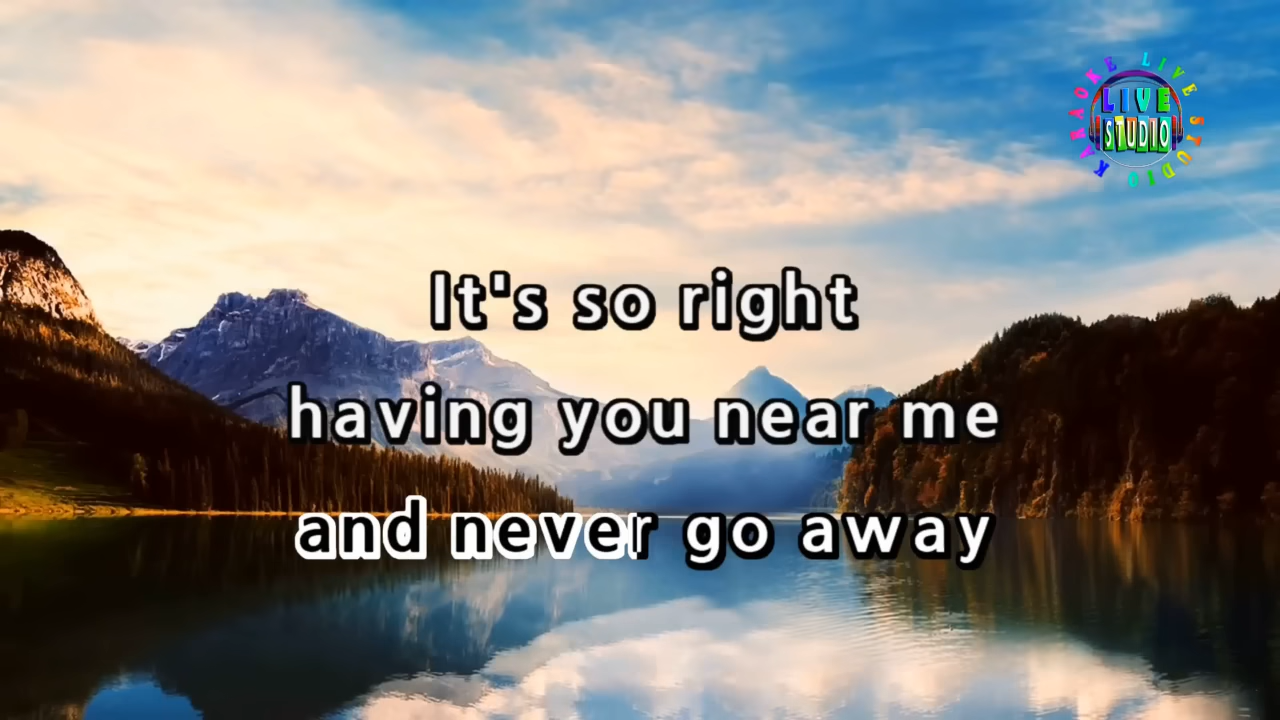 KARAOKE LIVE STUDIO
LIVE
STUDIO
It's so right
having you near me
and never go away